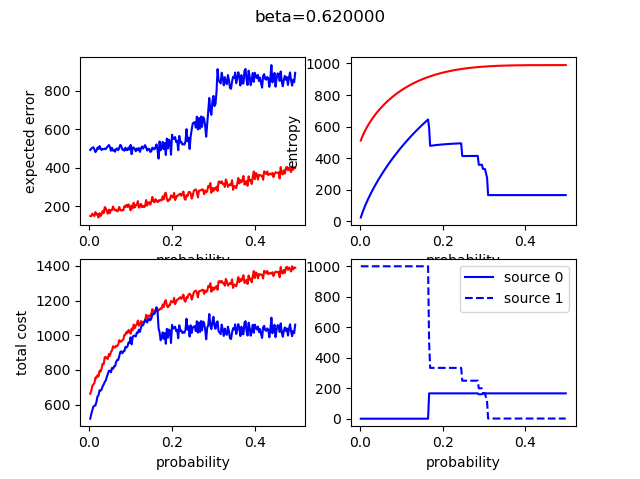 beta=0.620000
expected error
800
600
400
200
0.0 0.2 0.4
probability
entropy
1000
800
600
400
200
0
0.0 0.2 0.4
probability
total cost
1400
1200
1000
800
600
0.0 0.2 0.4
probability
1000
800
600
400
200
0
source 0
source 1
0.0 0.2 0.4
probability